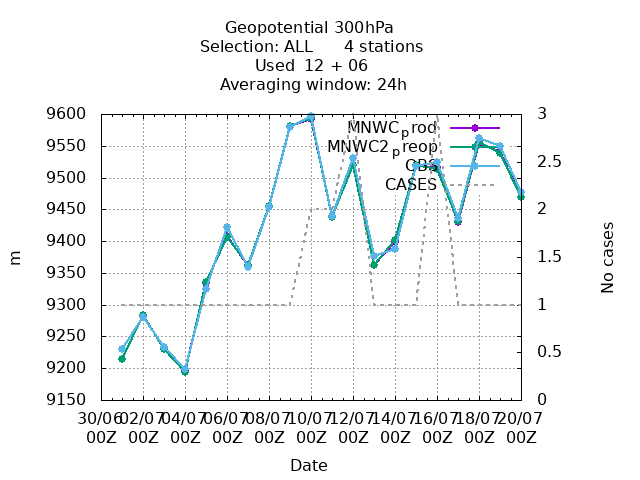 Geopotential 300hPa
Selection: ALL      4 stations
Used  12 + 06
Averaging window: 24h
9600
9550
9500
9450
9400
9350
9300
9250
9200
9150
m
3
2.5
2
1.5
1
0.5
0
No cases
MNWC_prod
MNWC2_preop
OBS
CASES
30/06 02/07 04/07 06/07 08/07 10/07 12/07 14/07 16/07 18/07 20/07
00Z 00Z 00Z 00Z 00Z 00Z 00Z 00Z 00Z 00Z 00Z
Date